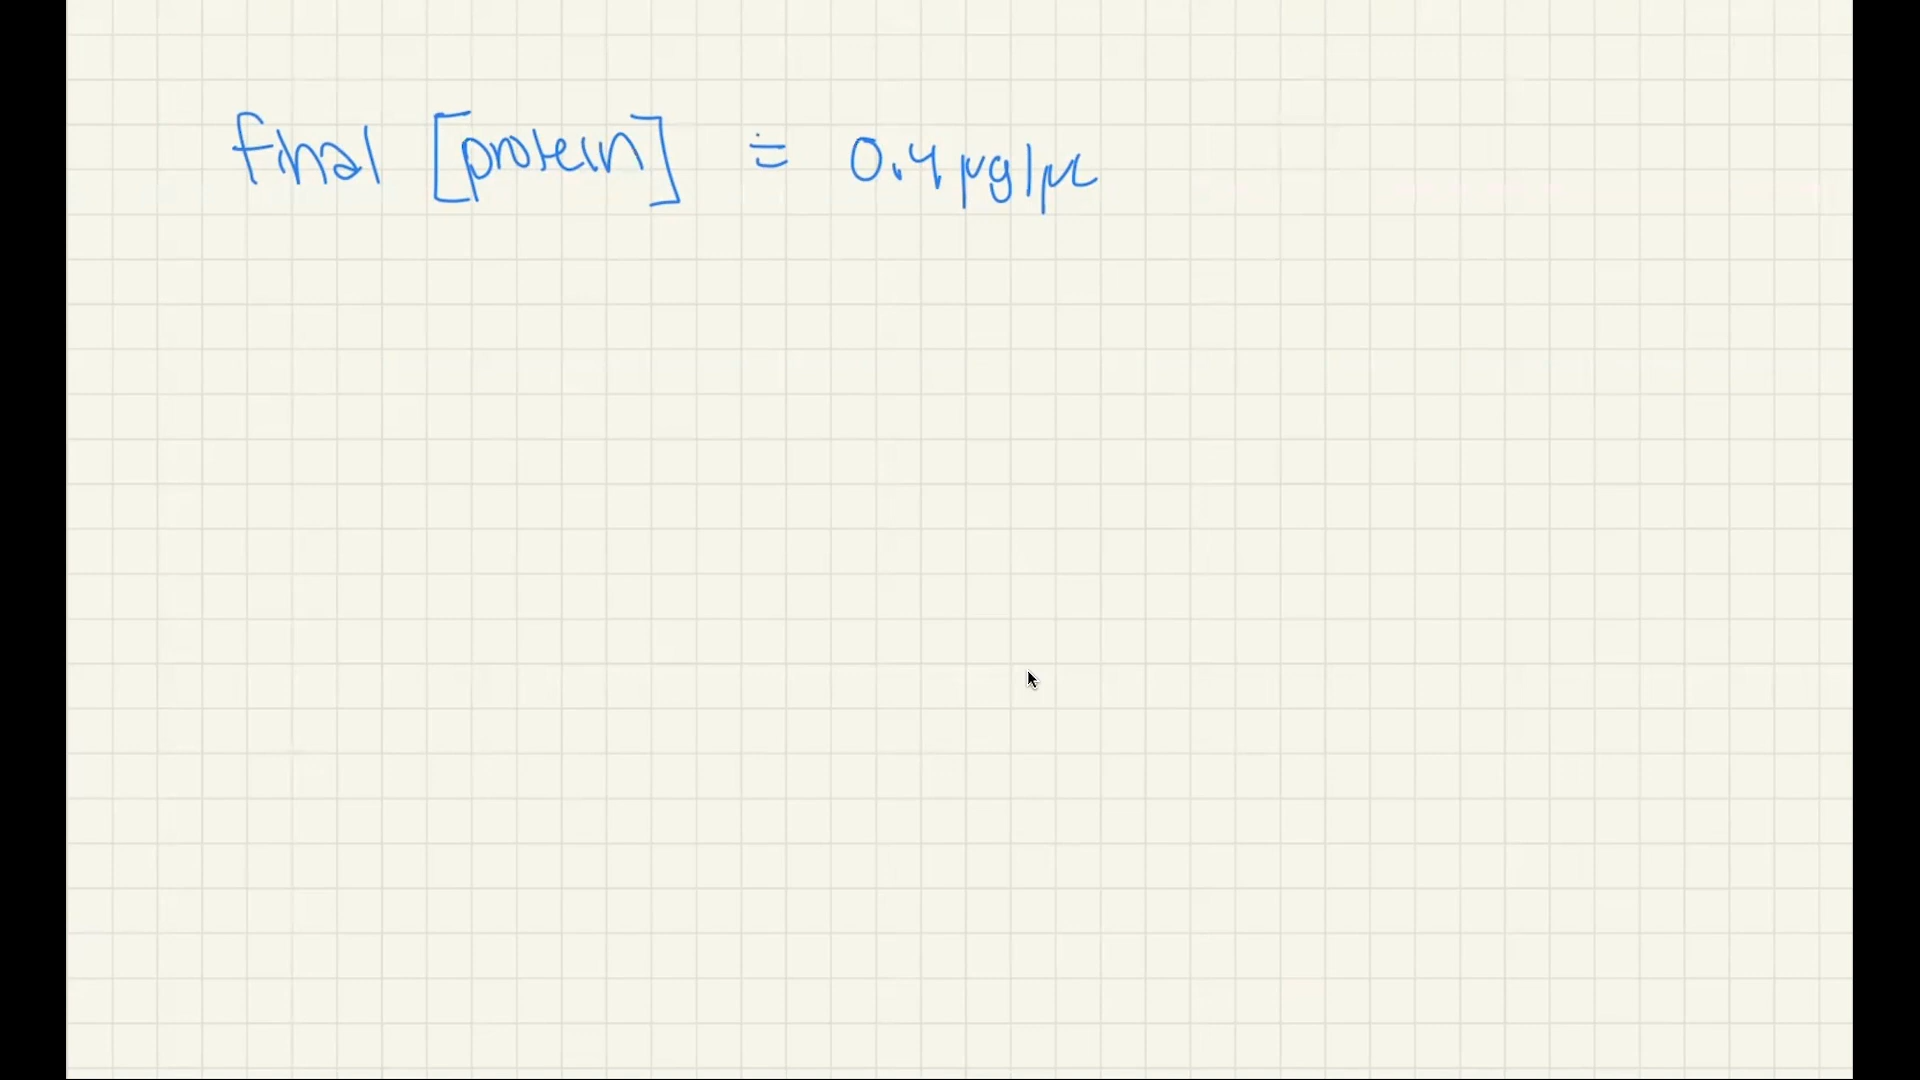 final [protein] = 0.4 µg/µL